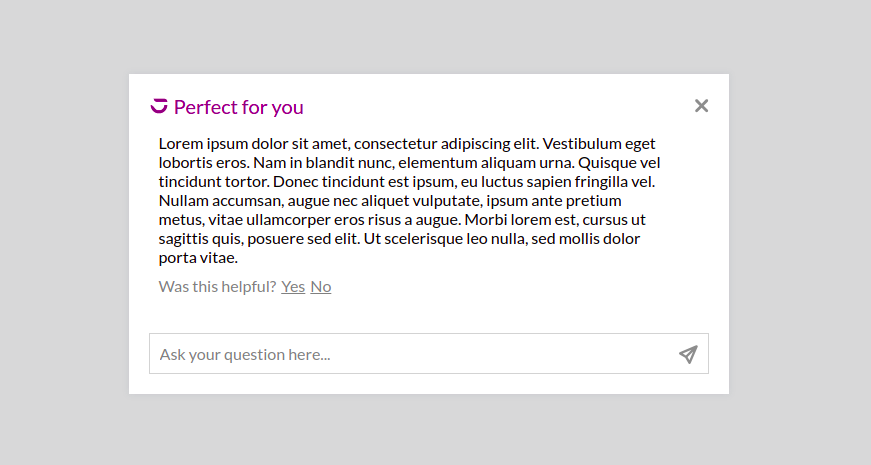 Perfect for you
Lorem ipsum dolor sit amet, consectetur adipiscing elit. Vestibulum eget
lobortis eros. Nam in blandit nunc, elementum aliquam urna. Quisque vel
tincidunt tortor. Donec tincidunt est ipsum, eu luctus sapien fringilla vel.
Nullam accumsan, augue nec aliquet vulputate, ipsum ante pretium
metus, vitae ullamcorper eros risus a augue. Morbi lorem est, cursus ut
sagittis quis, posuere sed elit. Ut scelerisque leo nulla, sed mollis dolor
porta vitae.
Was this helpful? Yes No
Ask your question here...